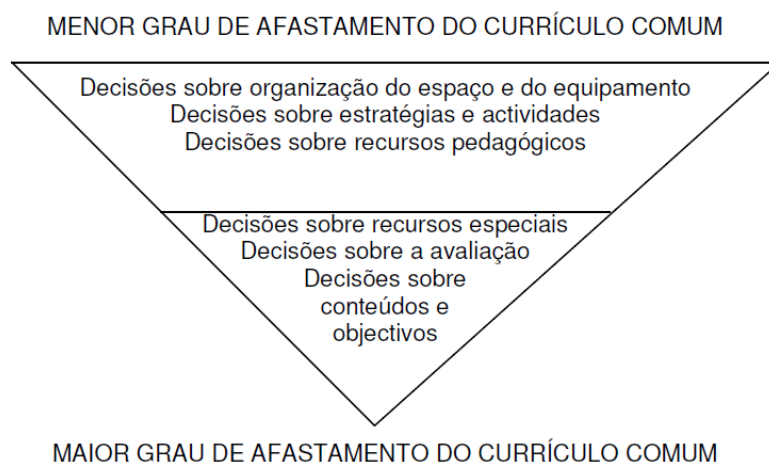 MENOR GRAU DE AFASTAMENTO DO CURRÍCULO COMUM
Decisões sobre organização do espaço e do equipamento
Decisões sobre estratégias e actividades
Decisões sobre recursos pedagógicos
Decisões sobre recursos especiais
Decisões sobre a avaliação
Decisões sobre
conteúdos e
objectivos
MAIOR GRAU DE AFASTAMENTO DO CURRÍCULO COMUM